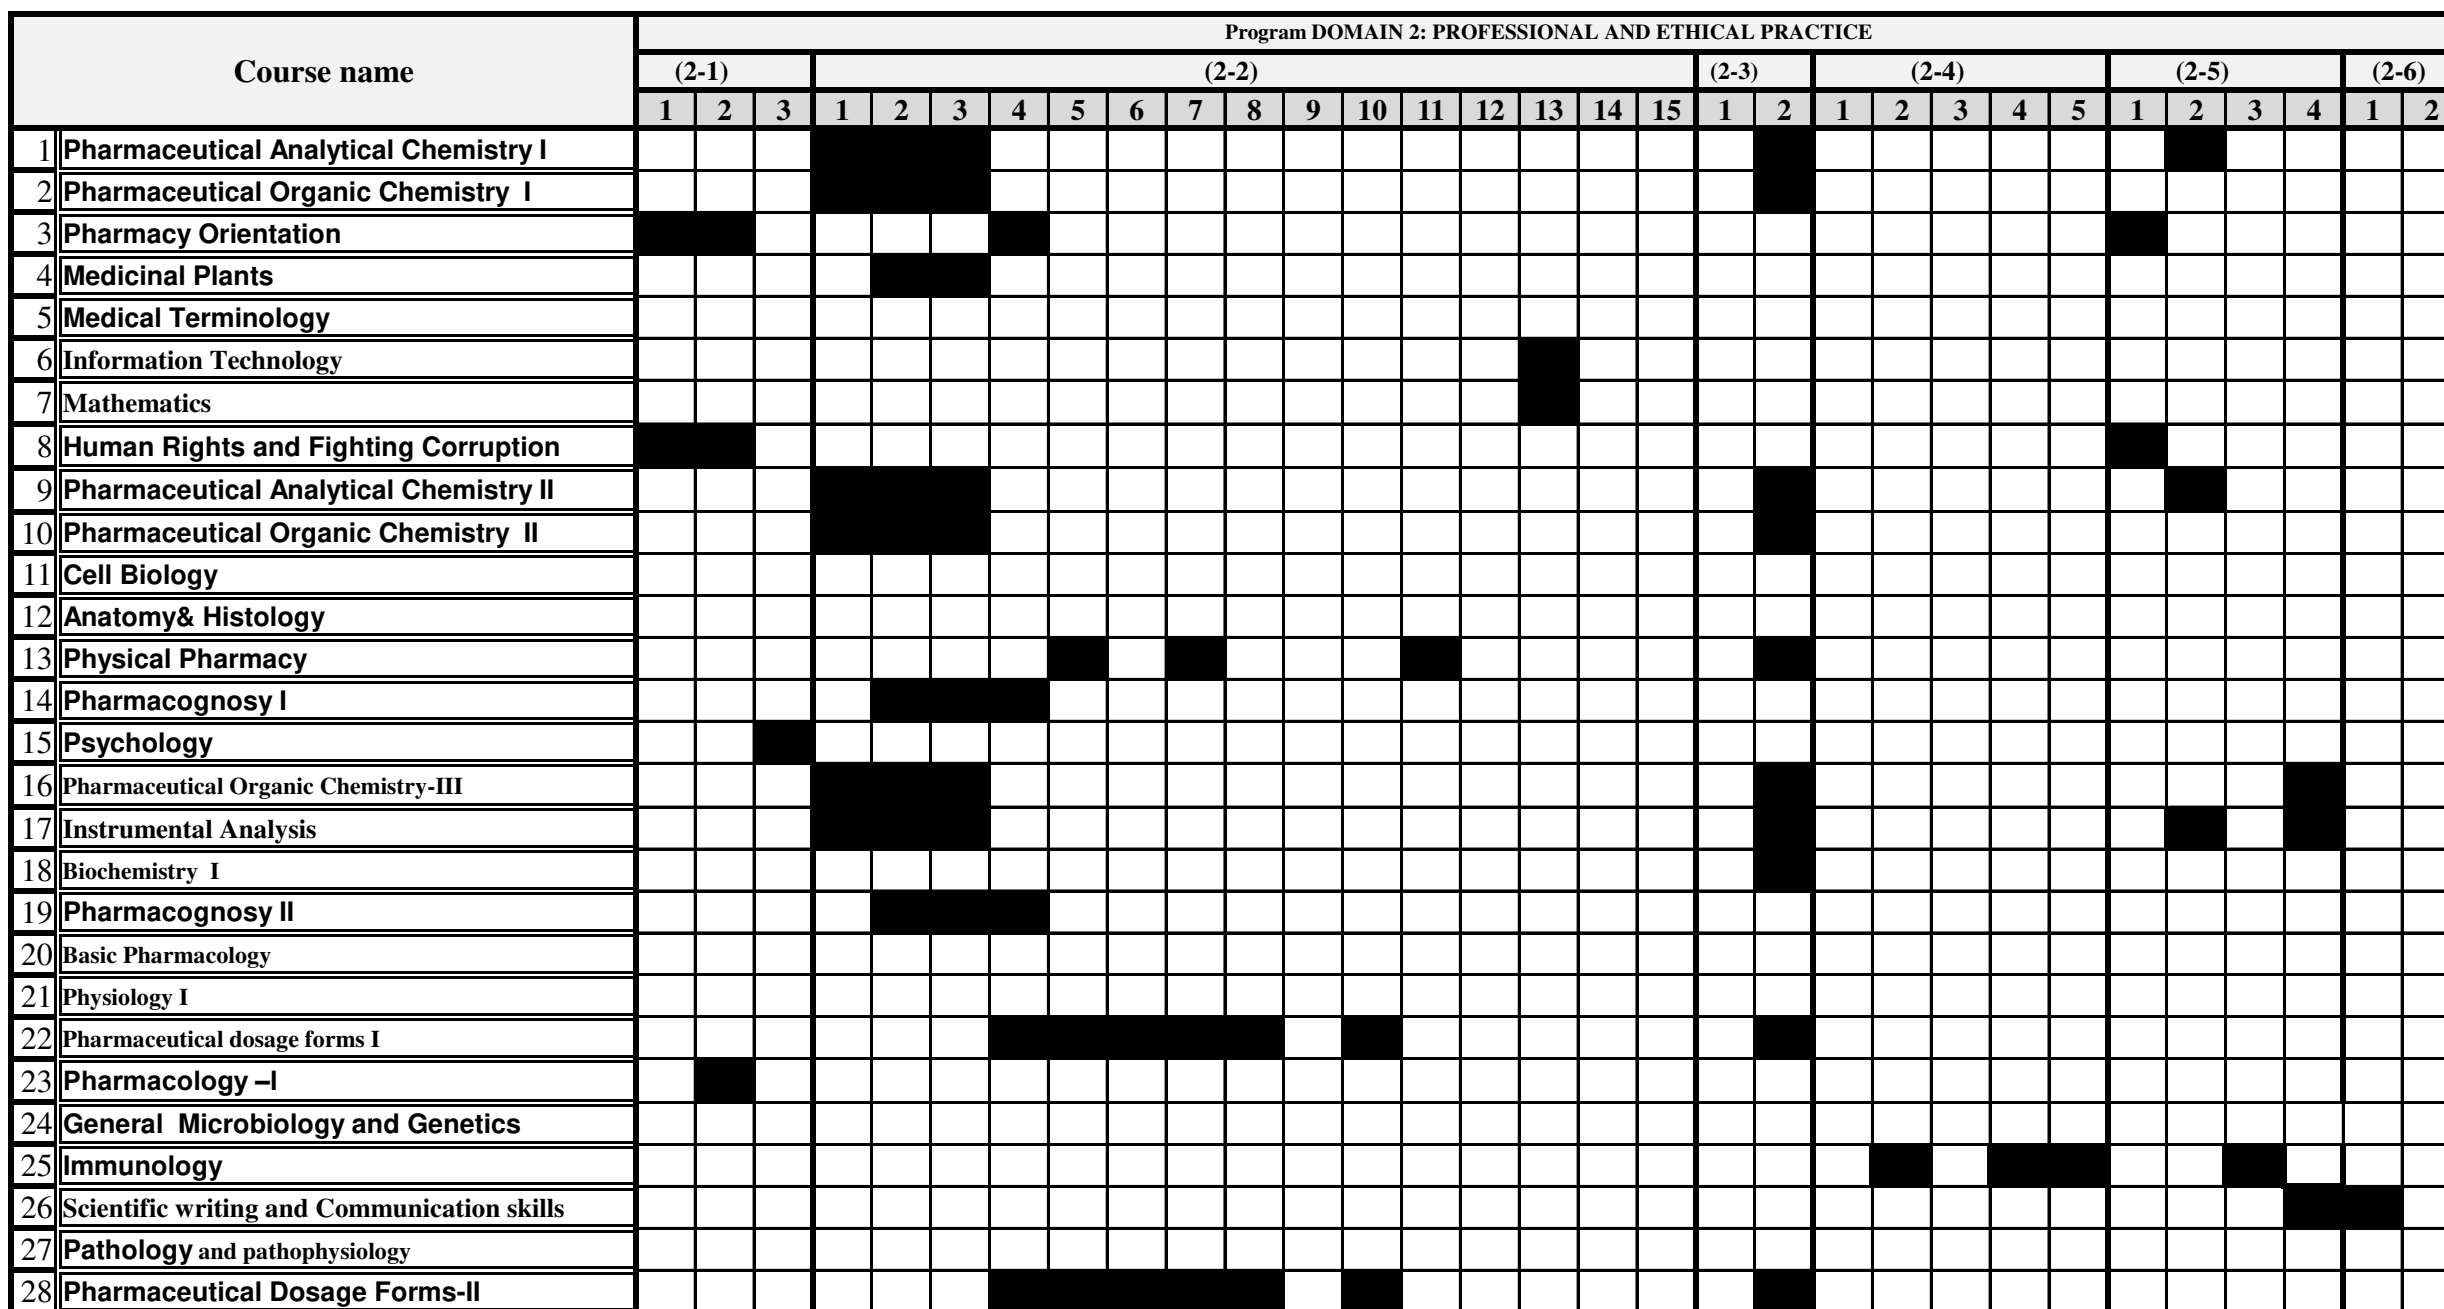 Course name
Program DOMAIN 2: PROFESSIONAL AND ETHICAL PRACTICE
(2-1) (2-2) (2-3) (2-4) (2-5) (2-6)
1 2 3 1 2 3 4 5 6 7 8 9 10 11 12 13 14 15 1 2 1 2 3 4 5 1 2 3 4 1 2
1 Pharmaceutical Analytical Chemistry I
2 Pharmaceutical Organic Chemistry I
3 Pharmacy Orientation
4 Medicinal Plants
5 Medical Terminology
6 Information Technology
7 Mathematics
8 Human Rights and Fighting Corruption
9 Pharmaceutical Analytical Chemistry II
10 Pharmaceutical Organic Chemistry II
11 Cell Biology
12 Anatomy& Histology
13 Physical Pharmacy
14 Pharmacognosy I
15 Psychology
16 Pharmaceutical Organic Chemistry-III
17 Instrumental Analysis
18 Biochemistry I
19 Pharmacognosy II
20 Basic Pharmacology
21 Physiology I
22 Pharmaceutical dosage forms I
23 Pharmacology –I
24 General Microbiology and Genetics
25 Immunology
26 Scientific writing and Communication skills
27 Pathology and pathophysiology
28 Pharmaceutical Dosage Forms-II